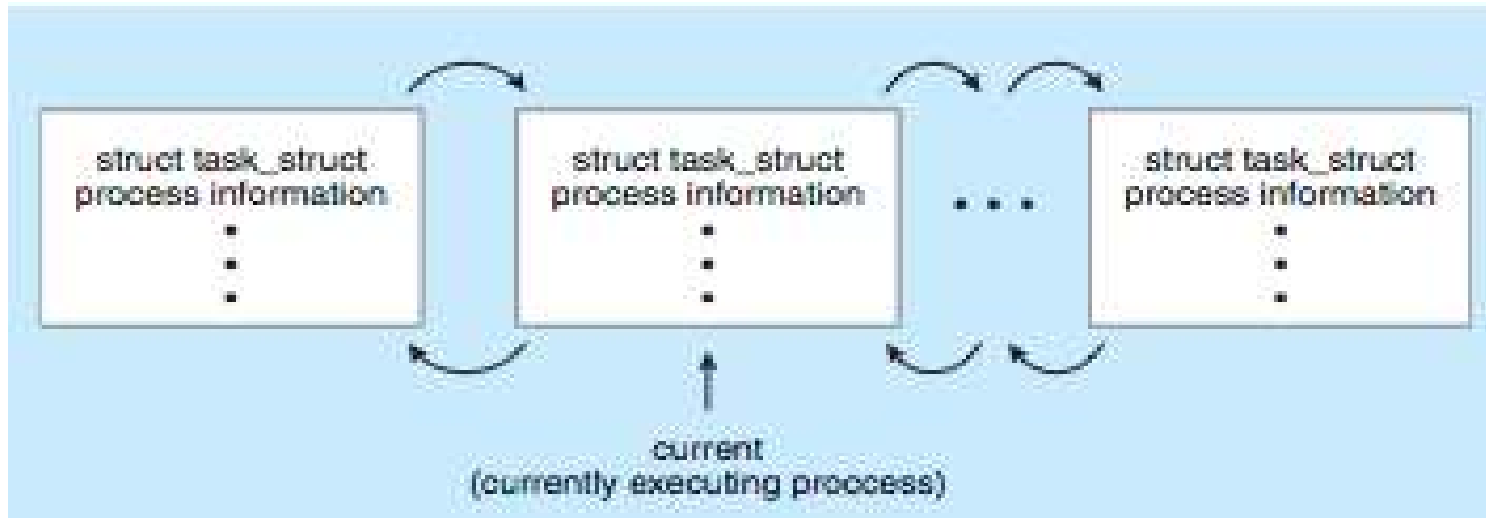 struct task_struct
process information
struct task_struct
process information
struct task_struct
process information
current
(currently executing proccess)